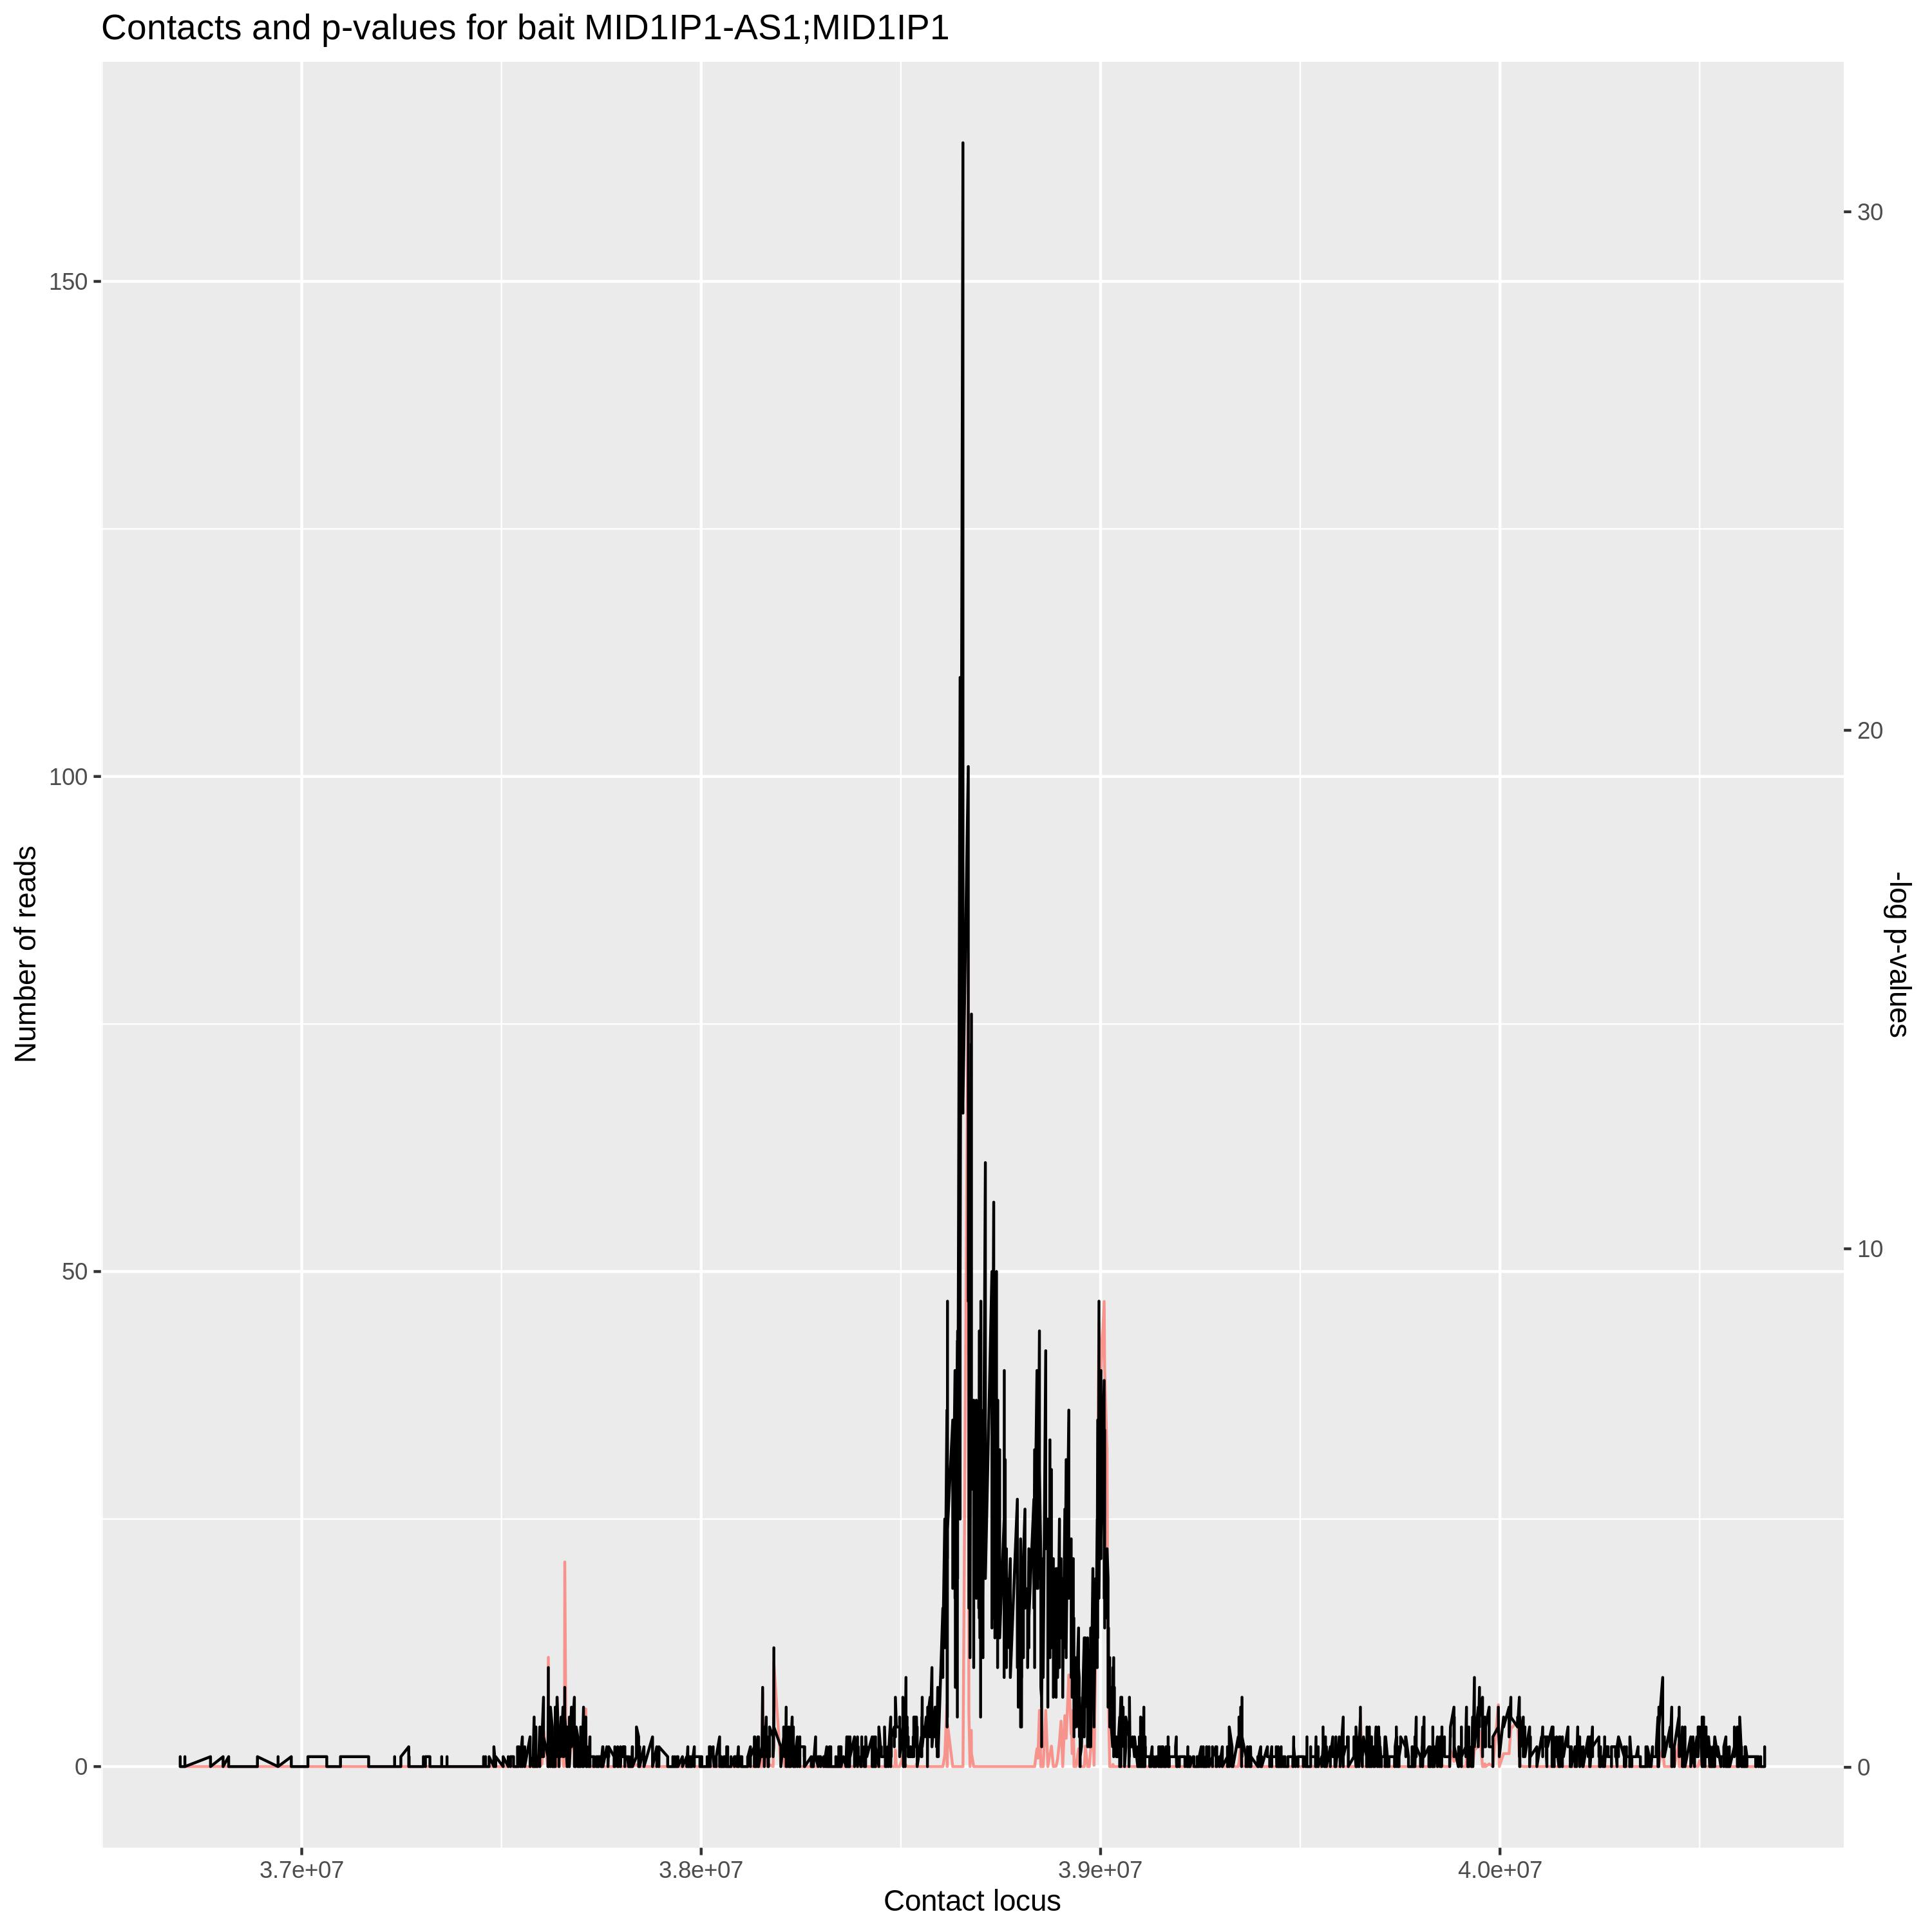 Contacts and p-values for bait MID1IP1-AS1;MID1IP1
150
100
50
0
Number of reads
30
20
10
0
-log p-values
3.7e+07
3.8e+07
3.9e+07
4.0e+07
Contact locus